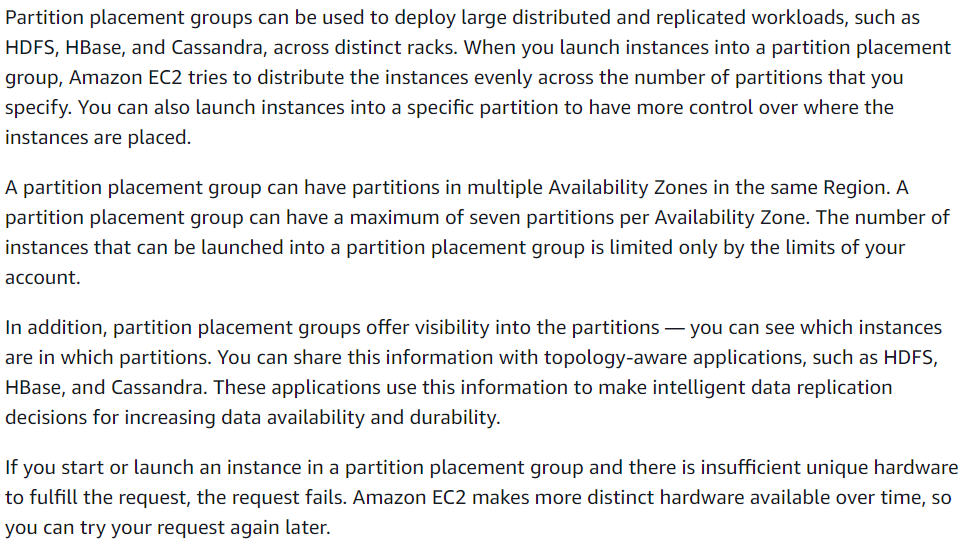 Partition placement groups can be used to deploy large distributed and replicated workloads, such as
HDFS, HBase, and Cassandra, across distinct racks. When you launch instances into a partition placement
group, Amazon EC2 tries to distribute the instances evenly across the number of partitions that you
specify. You can also launch instances into a specific partition to have more control over where the
instances are placed.
A partition placement group can have partitions in multiple Availability Zones in the same Region. A
partition placement group can have a maximum of seven partitions per Availability Zone. The number of
instances that can be launched into a partition placement group is limited only by the limits of your
account.
In addition, partition placement groups offer visibility into the partitions — you can see which instances
are in which partitions. You can share this information with topology-aware applications, such as HDFS,
HBase, and Cassandra. These applications use this information to make intelligent data replication
decisions for increasing data availability and durability.
If you start or launch an instance in a partition placement group and there is insufficient unique hardware
to fulfill the request, the request fails. Amazon EC2 makes more distinct hardware available over time, so
you can try your request again later.